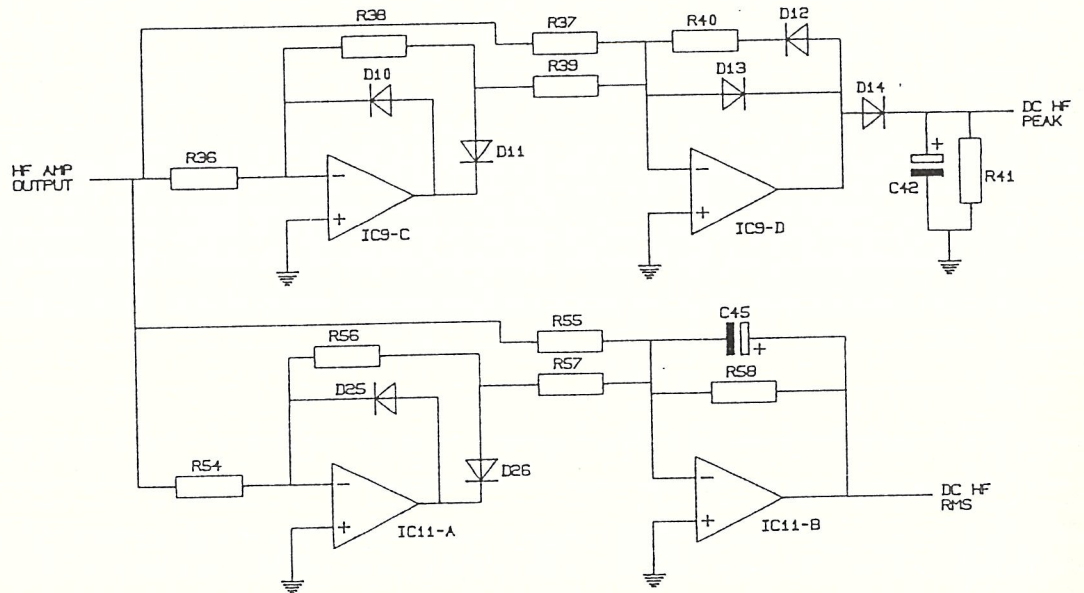 R38
R37
R40
D12
D10
R39
D13
D14
DC HF
PEAK
D11
R36
HF AMP
OUTPUT
+
C42
R41
-
+
IC9-C
-
+
IC9-D
C45
R55
+
R56
R57
R58
D25
R54
D26
-
+
IC11-A
-
+
IC11-B
DC HF
RMS